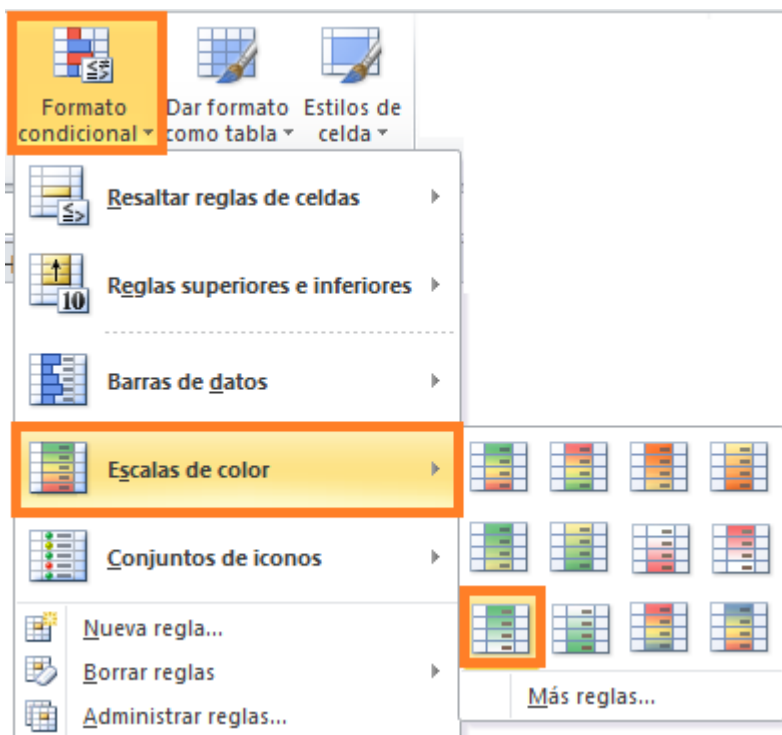 Formato Dar formato Estilos de
condicional como tabla celda
Resaltar reglas de celdas
10
Reglas superiores e inferiores
Barras de datos
Escalas de color
Conjuntos de iconos
Nueva regla...
Borrar reglas
Más reglas...
Administrar reglas...